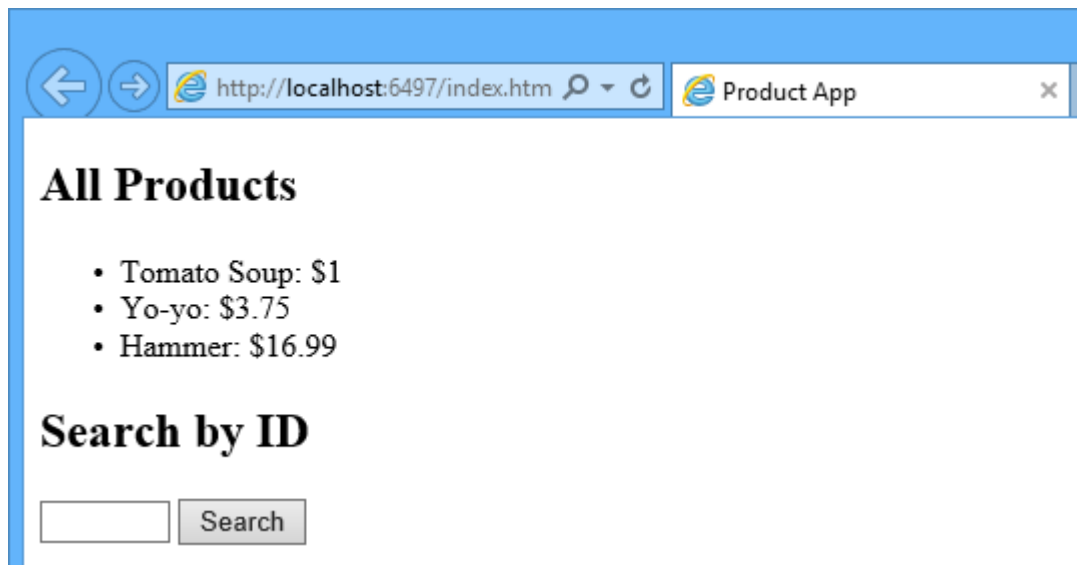 http://localhost:6497/index.htm
Product App
All Products
• Tomato Soup: $1
• Yo-yo: $3.75
• Hammer: $16.99
Search by ID
Search